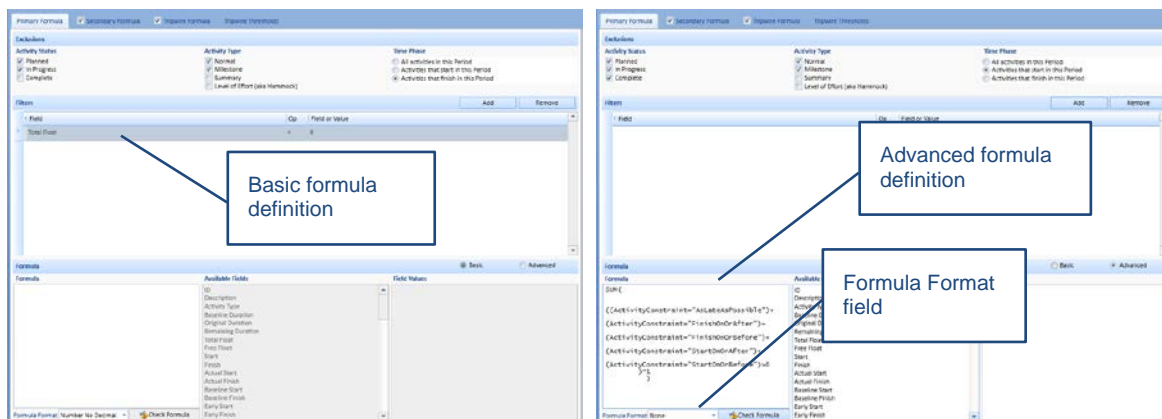 Primary Formula Secondary Formula Tripwire Formula Tripwire Thresholds
Exclusions
Activity Status Activity Type Time Phase
Planned Normal All activities in this Period
In Progress Milestone Activities that start in this Period
Complete Summary Activities that finish in this Period
Level of Effort (aka Hammock)
Filters Add Remove
Field Op Field or Value
Total Float
Basic formula
definition
Formula Basic Advanced
Formula Available Fields Field Values
ID
Description
Activity Type
Baseline Duration
Original Duration
Remaining Duration
Total Float
Free Float
Start
Finish
Actual Start
Actual Finish
Baseline Start
Baseline Finish
Early Start
Formula Format Number No Decimal Check Formula Early Finish
Primary Formula Secondary Formula Tripwire Formula Tripwire Thresholds
Exclusions
Activity Status Activity Type Time Phase
Planned Normal All activities in this Period
In Progress Milestone Activities that start in this Period
Complete Summary Activities that finish in this Period
Level of Effort (aka Hammock)
Filters Add Remove
Field Op Field or Value
Advanced formula
definition
Formula Basic Advanced
Formula Available
SUM(
((ActivityConstraint="AsLateAsPossible")+
(ActivityConstraint="FinishOnOrAfter")+
(ActivityConstraint="FinishOnOrBefore")+
(ActivityConstraint="StartOnOrAfter")+
(ActivityConstraint="StartOnOrBefore")+0
)*1
)
Formula Format
field
ID
Description
Activity Type
Baseline
Original
Remaining
Total Float
Free Float
Start
Finish
Actual Start
Actual Finish
Baseline Start
Baseline Finish
Early Start
Formula Format None Check Formula Early Finish